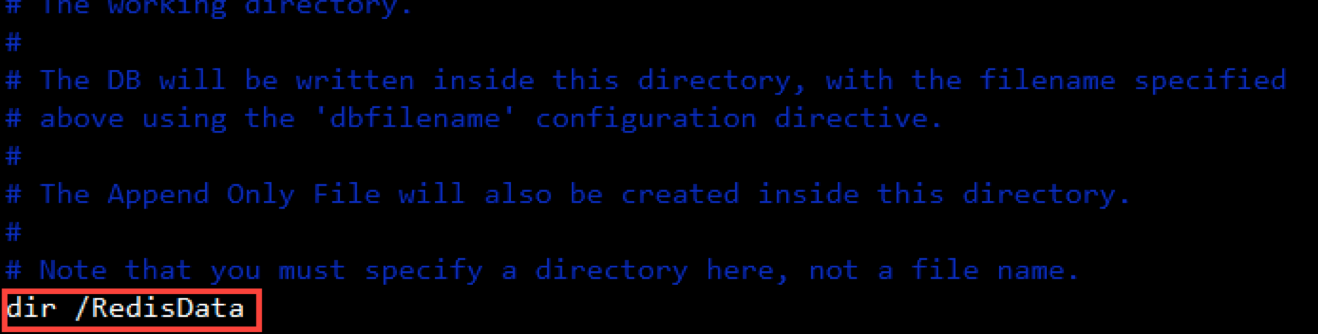 # The working directory.
#
# The DB will be written inside this directory, with the filename specified
# above using the 'dbfilename' configuration directive.
#
# The Append Only File will also be created inside this directory.
#
# Note that you must specify a directory here, not a file name.
dir /RedisData